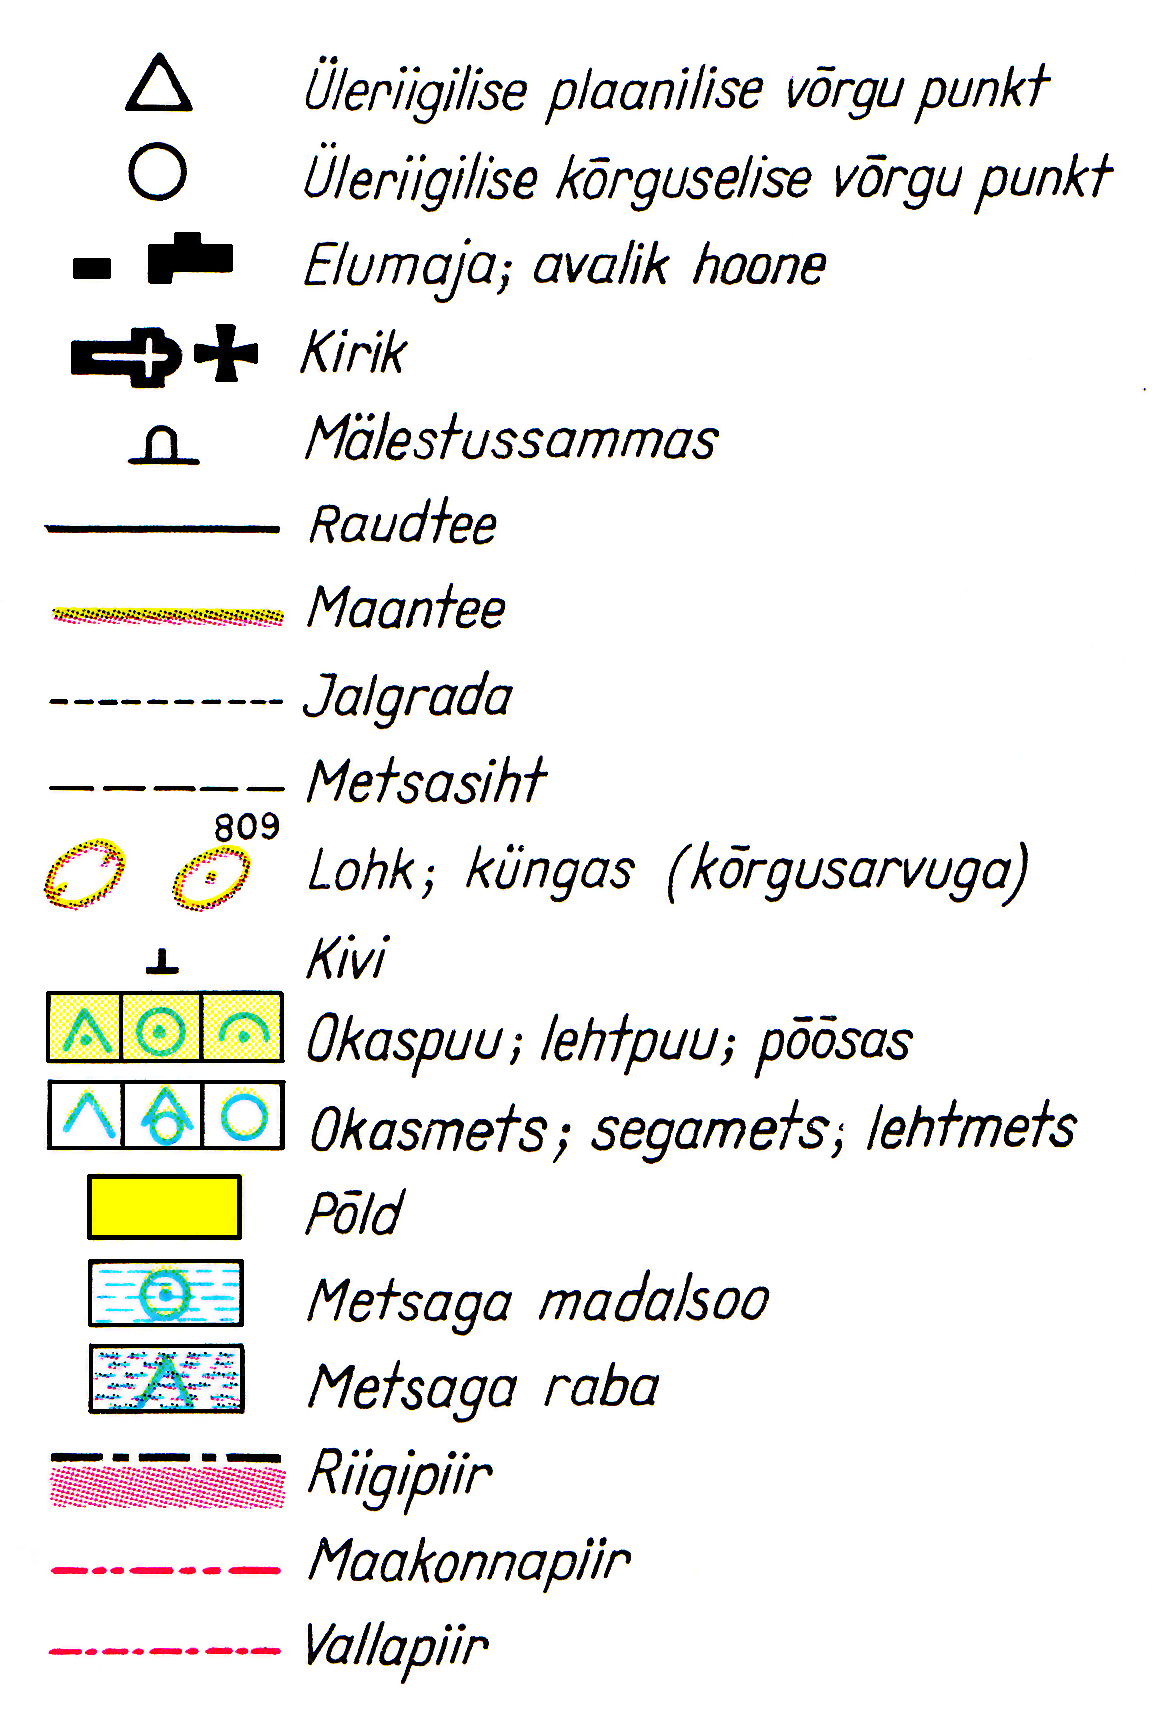 Üleriigilise plaanilise võrgu punkt
Üleriigilise kõrguselise võrgu punkt
Elumaja; avalik hoone
Kirik
Mälestussammas
Raudtee
Maantee
Jalgrada
Metsasiht
809
Lohk; küngas (kõrgusarvuga)
Kivi
Okaspuu; lehtpuu; põõsas
Okasmets; segamets; lehtmets
Põld
Metsaga madalsoo
Metsaga raba
Riigipiir
Maakonnapiir
Vallapiir